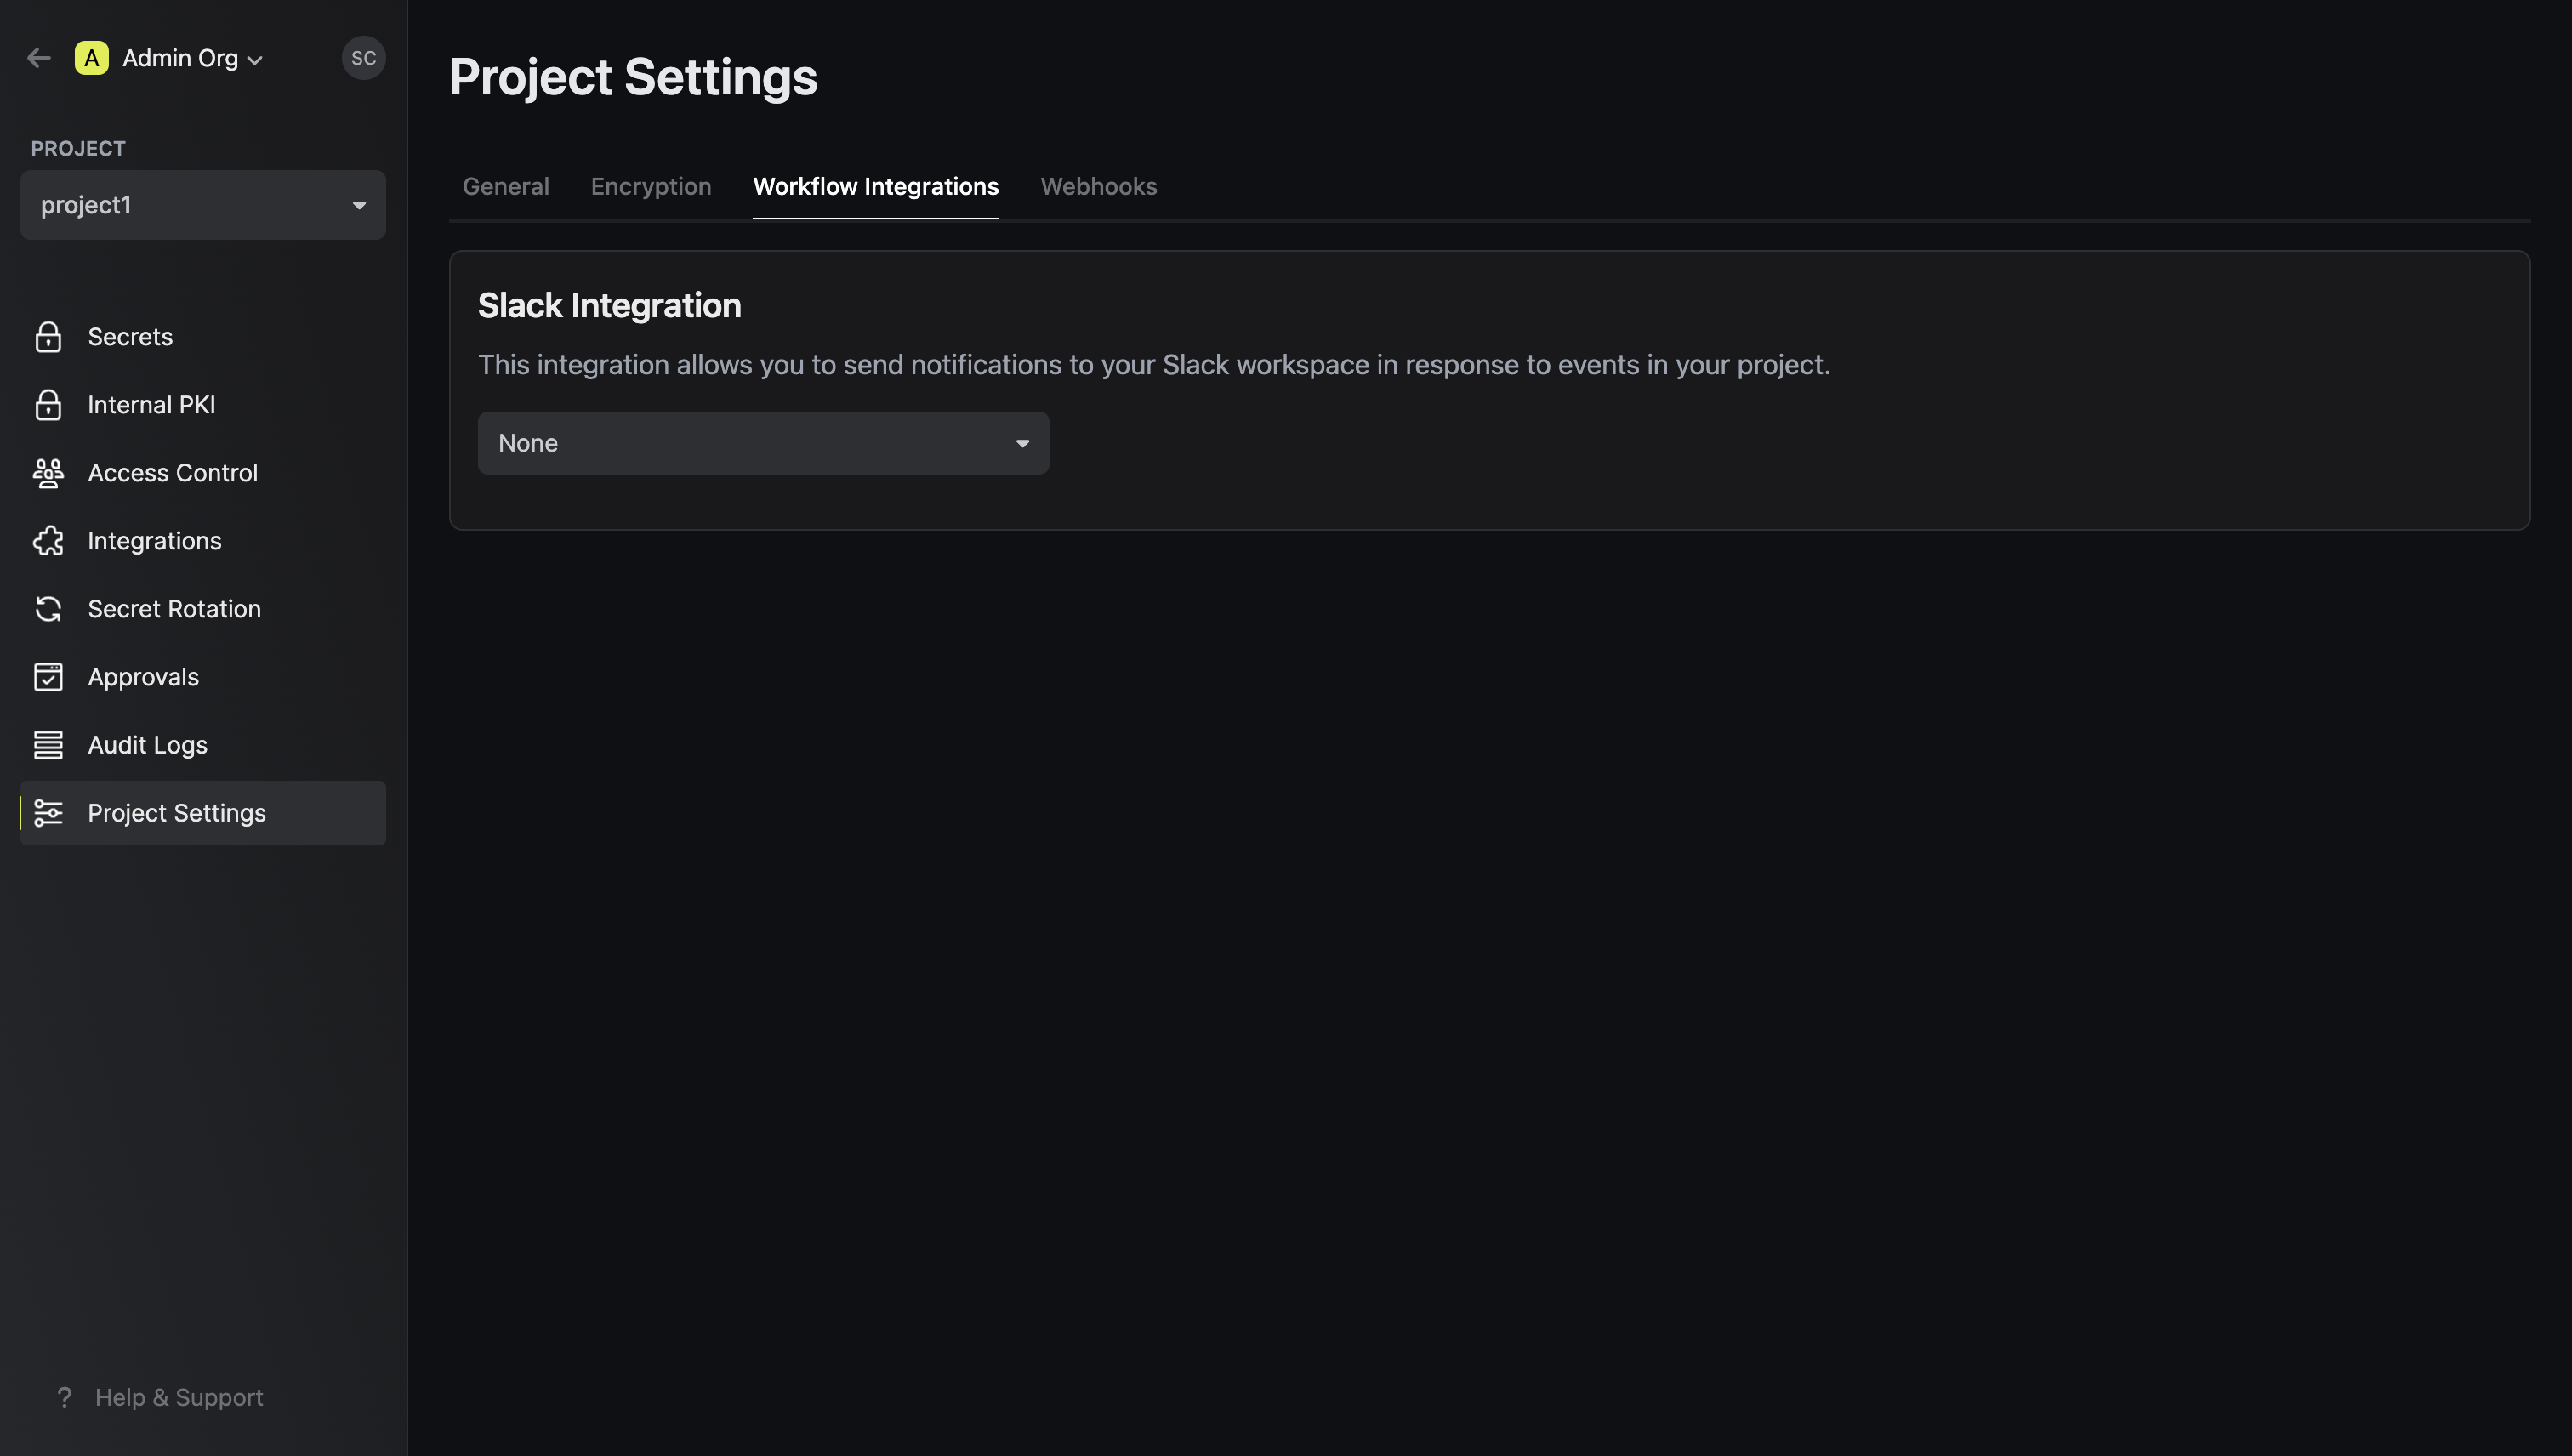 A Admin Org
SC
PROJECT
project1
Secrets
Internal PKI
Access Control
Integrations
Secret Rotation
Approvals
Audit Logs
Project Settings
? Help & Support
Project Settings
General Encryption Workflow Integrations Webhooks
Slack Integration
This integration allows you to send notifications to your Slack workspace in response to events in your project.
None